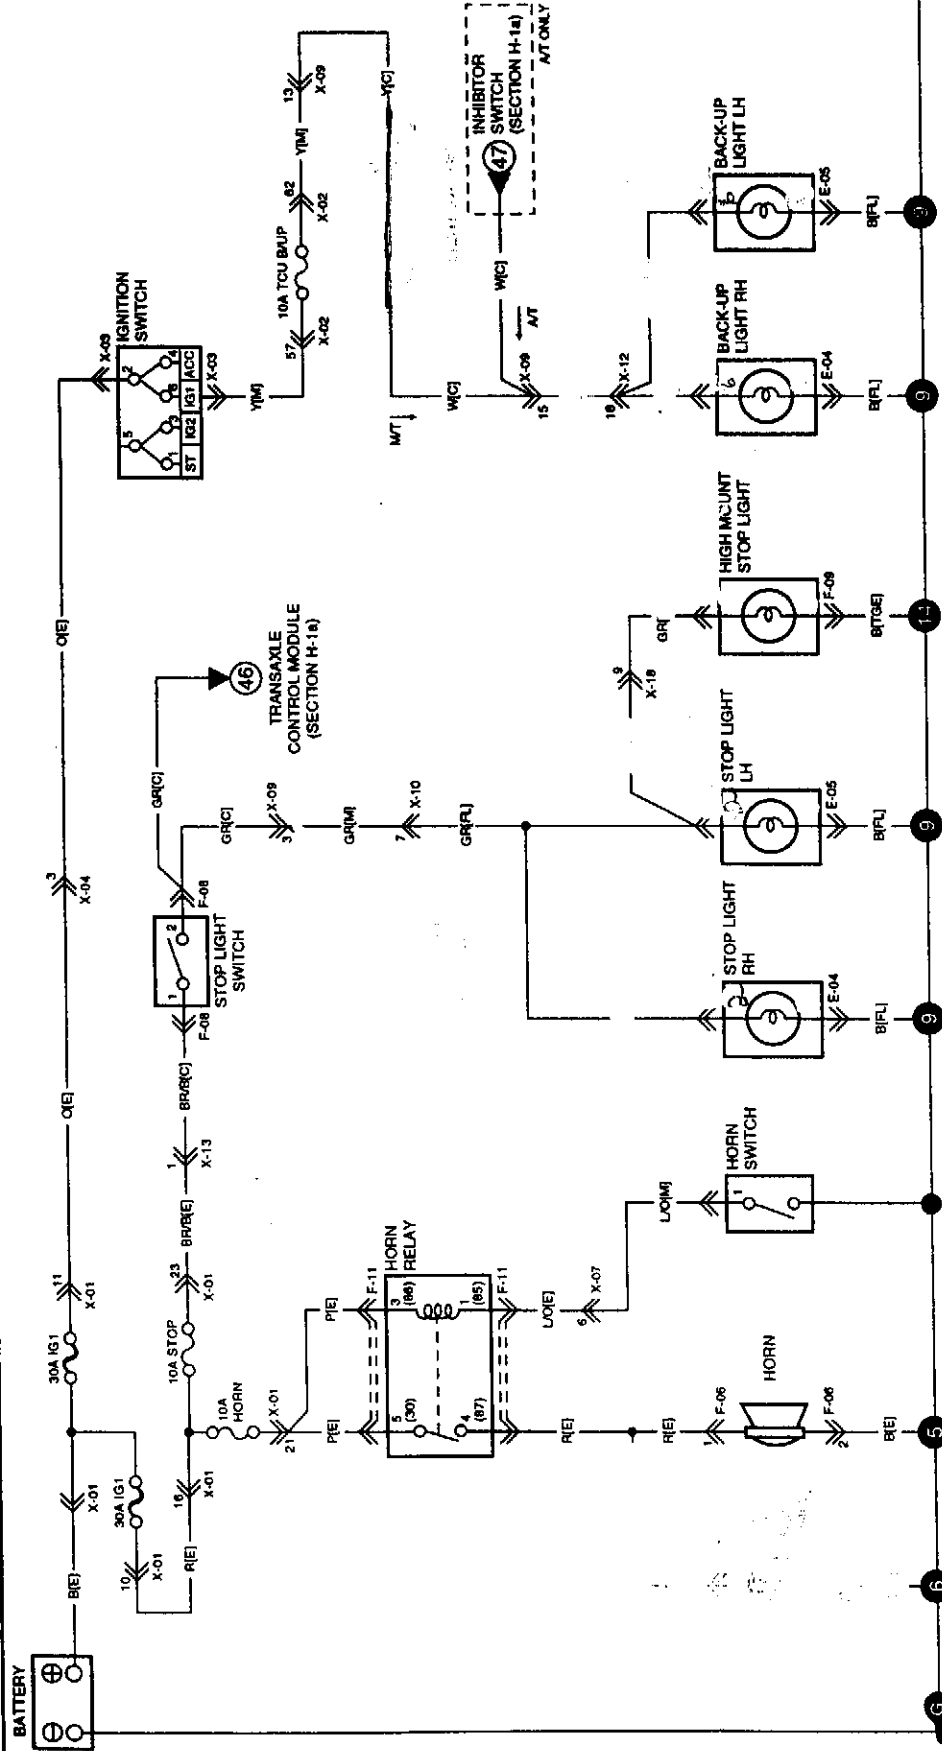 BATTERY
B[E]
X-01
30A IG1
11
X-01
O[E]
3
X-04
O[E]
X-03
IGNITION
SWITCH
5
2
1
3
6
4
ST
IG2
IG1
ACC
X-03
Y[M]
57
X-02
10A TCU B/UP
62
X-02
Y[M]
13
X-09
Y[C]
30A IG1
10
X-01
R[E]
16
X-01
10A STOP
23
X-01
BR/B[E]
1
X-13
BR/B[C]
F-08
1
2
STOP LIGHT
SWITCH
F-08
GR[C]
46
TRANSAXLE
CONTROL MODULE
(SECTION H-1a)
GR[C]
3
X-09
GR[M]
7
X-10
GR[FL]
10A
HORN
21
X-01
P[E]
P[E]
F-11
HORN
RELAY
5
(30)
3
(86)
4
(87)
1
(85)
F-11
R[E]
L/O[E]
6
X-07
L/O[M]
R[E]
1
F-06
HORN
2
F-06
B[E]
HORN
SWITCH
1
STOP LIGHT
RH
E-04
B[FL]
STOP LIGHT
LH
E-05
B[FL]
9
X-18
GR[
HIGH MOUNT
STOP LIGHT
F-09
B[TGE]
M/T
W[C]
47
INHIBITOR
SWITCH
(SECTION H-1a)
A/T ONLY
W[C]
A/T
15
X-09
18
X-12
BACK-UP
LIGHT RH
E-04
B[FL]
BACK-UP
LIGHT LH
E-05
B[FL]
G
6
5
9
9
11
9
9